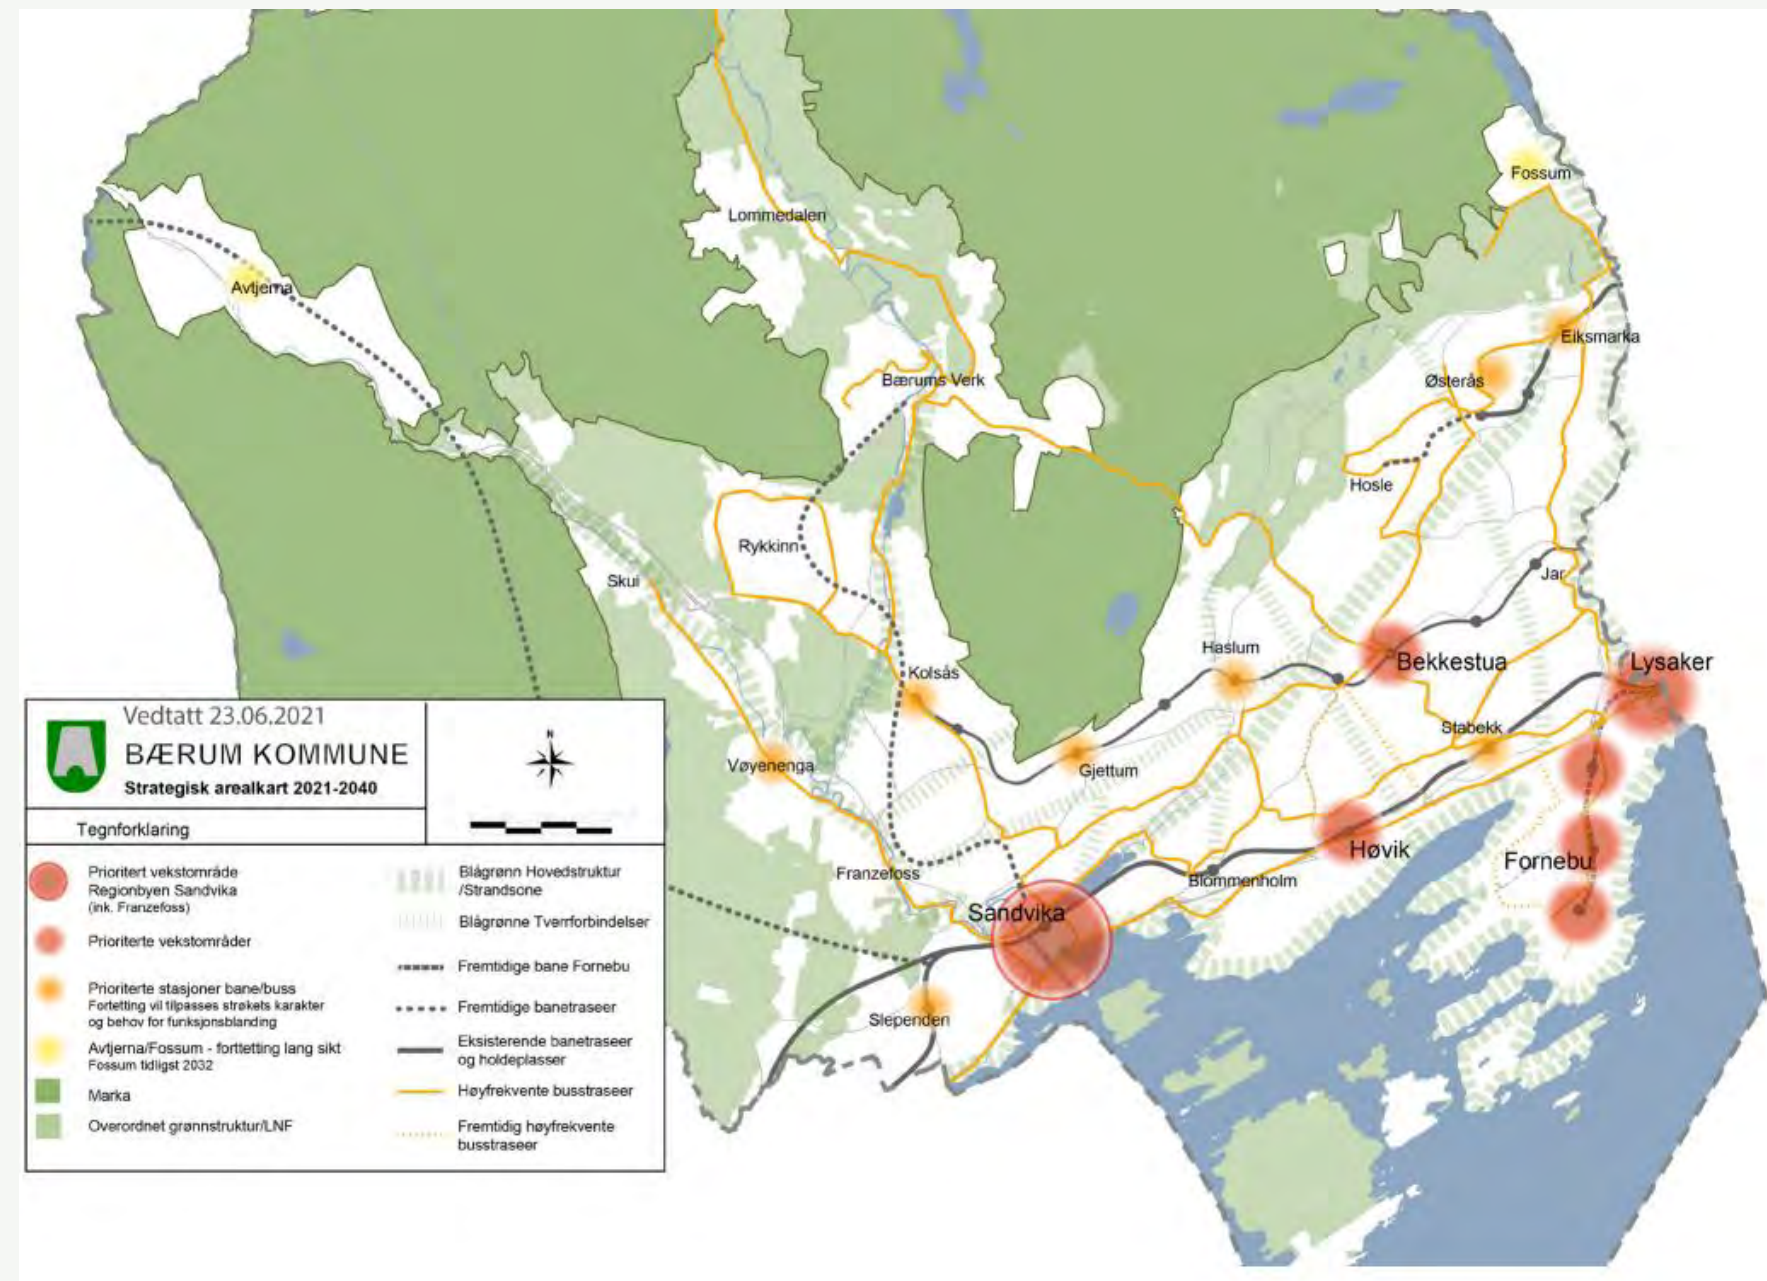 Fossum
Lommedalen
Avtjerna
Eiksmarka
Bærums Verk
Østerås
Hosle
Rykkinn
Skui
Jar
Haslum
Bekkestua
Lysaker
Kolsås
Stabekk
Vøyenenga
Gjettum
Høvik
Fornebu
Franzefoss
Blommenholm
Sandvika
Slependen
Vedtatt 23.06.2021
BÆRUM KOMMUNE
Strategisk arealkart 2021-2040
N
Tegnforklaring
Prioritert vekstområde
Regionbyen Sandvika
(ink. Franzefoss)
Prioriterte vekstområder
Prioriterte stasjoner bane/buss
Fortetting vil tilpasses strøkets karakter
og behov for funksjonsblanding
Avtjerna/Fossum - forttetting lang sikt
Fossum tidligst 2032
Marka
Overordnet grønnstruktur/LNF
Blågrønn Hovedstruktur
/Strandsone
Blågrønne Tverrforbindelser
Fremtidige bane Fornebu
Fremtidige banetraseer
Eksisterende banetraseer
og holdeplasser
Høyfrekvente busstraseer
Fremtidig høyfrekvente
busstraseer